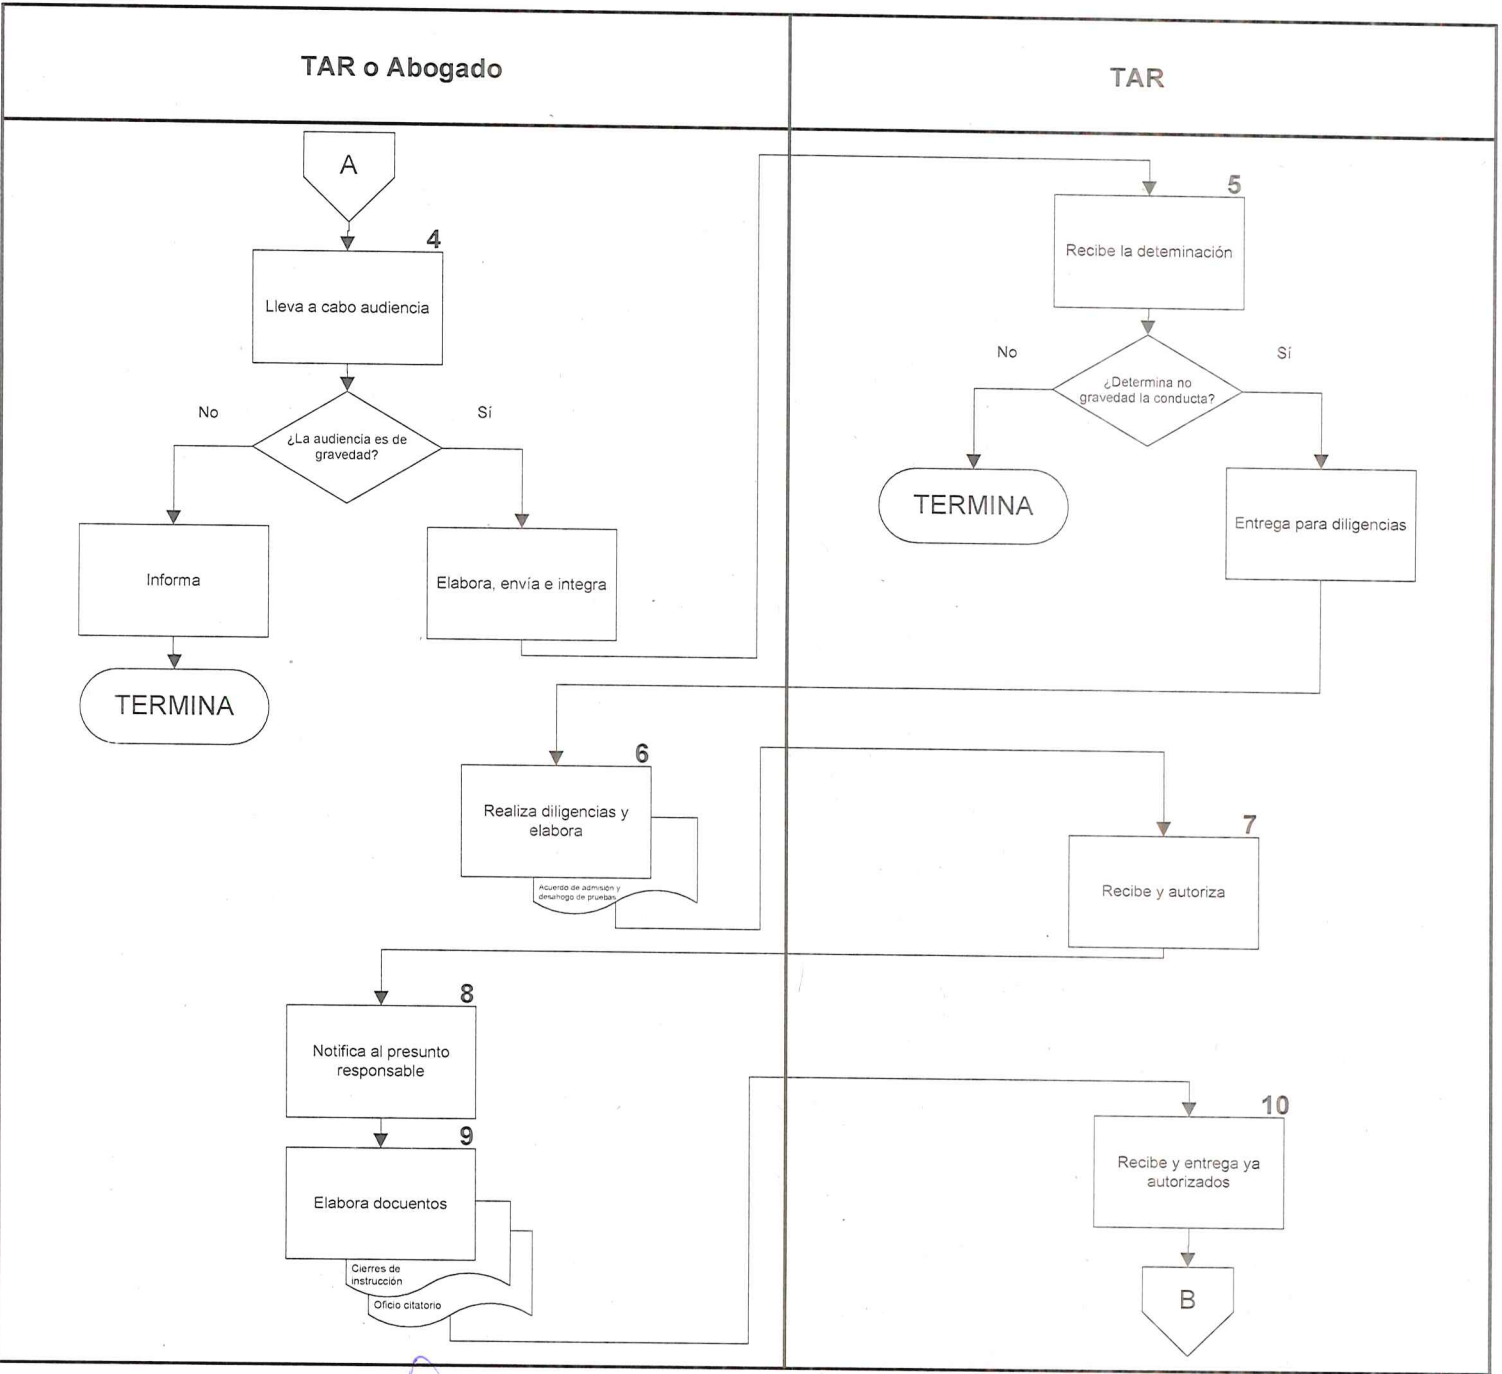 TAR o Abogado
TAR
A
4
Lleva a cabo audiencia
¿La audiencia es de
gravedad?
No
Sí
Informa
TERMINA
Elabora, envía e integra
5
Recibe la deteminación
¿Determina no
gravedad la conducta?
No
Sí
TERMINA
Entrega para diligencias
6
Realiza diligencias y
elabora
Acuerdo de admisión y
desahogo de pruebas
7
Recibe y autoriza
8
Notifica al presunto
responsable
9
Elabora docuentos
Cierres de
instrucción
Oficio citatorio
10
Recibe y entrega ya
autorizados
B